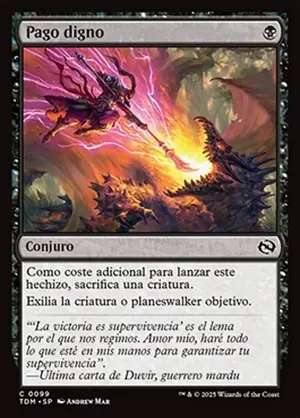 Pago digno
Conjuro
Como coste adicional para lanzar este
hechizo, sacrifica una criatura.
Exilia la criatura o planeswalker objetivo.
“‘La victoria es supervivencia’ es el lema
por el que nos regimos. Amor mío, haré todo
lo que esté en mis manos para garantizar tu
supervivencia”.
—Última carta de Duvir, guerrero mardu
C 0099
TDM • SP Andrew Mar
™ & © 2025 Wizards of the Coast